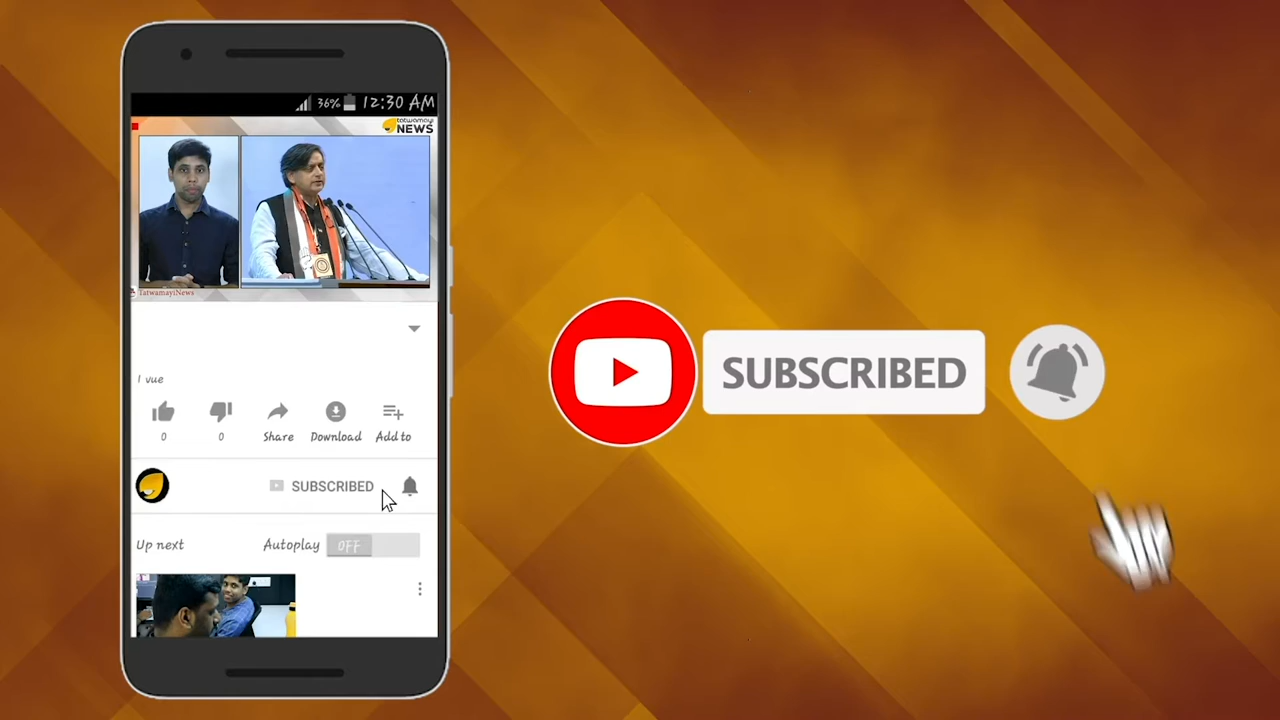 36% 12:30 AM
tatwamayi
NEWS
TatwamayiNews
1 vue
0 0 Share Download Add to
SUBSCRIBED
Up next Autoplay OFF
SUBSCRIBED